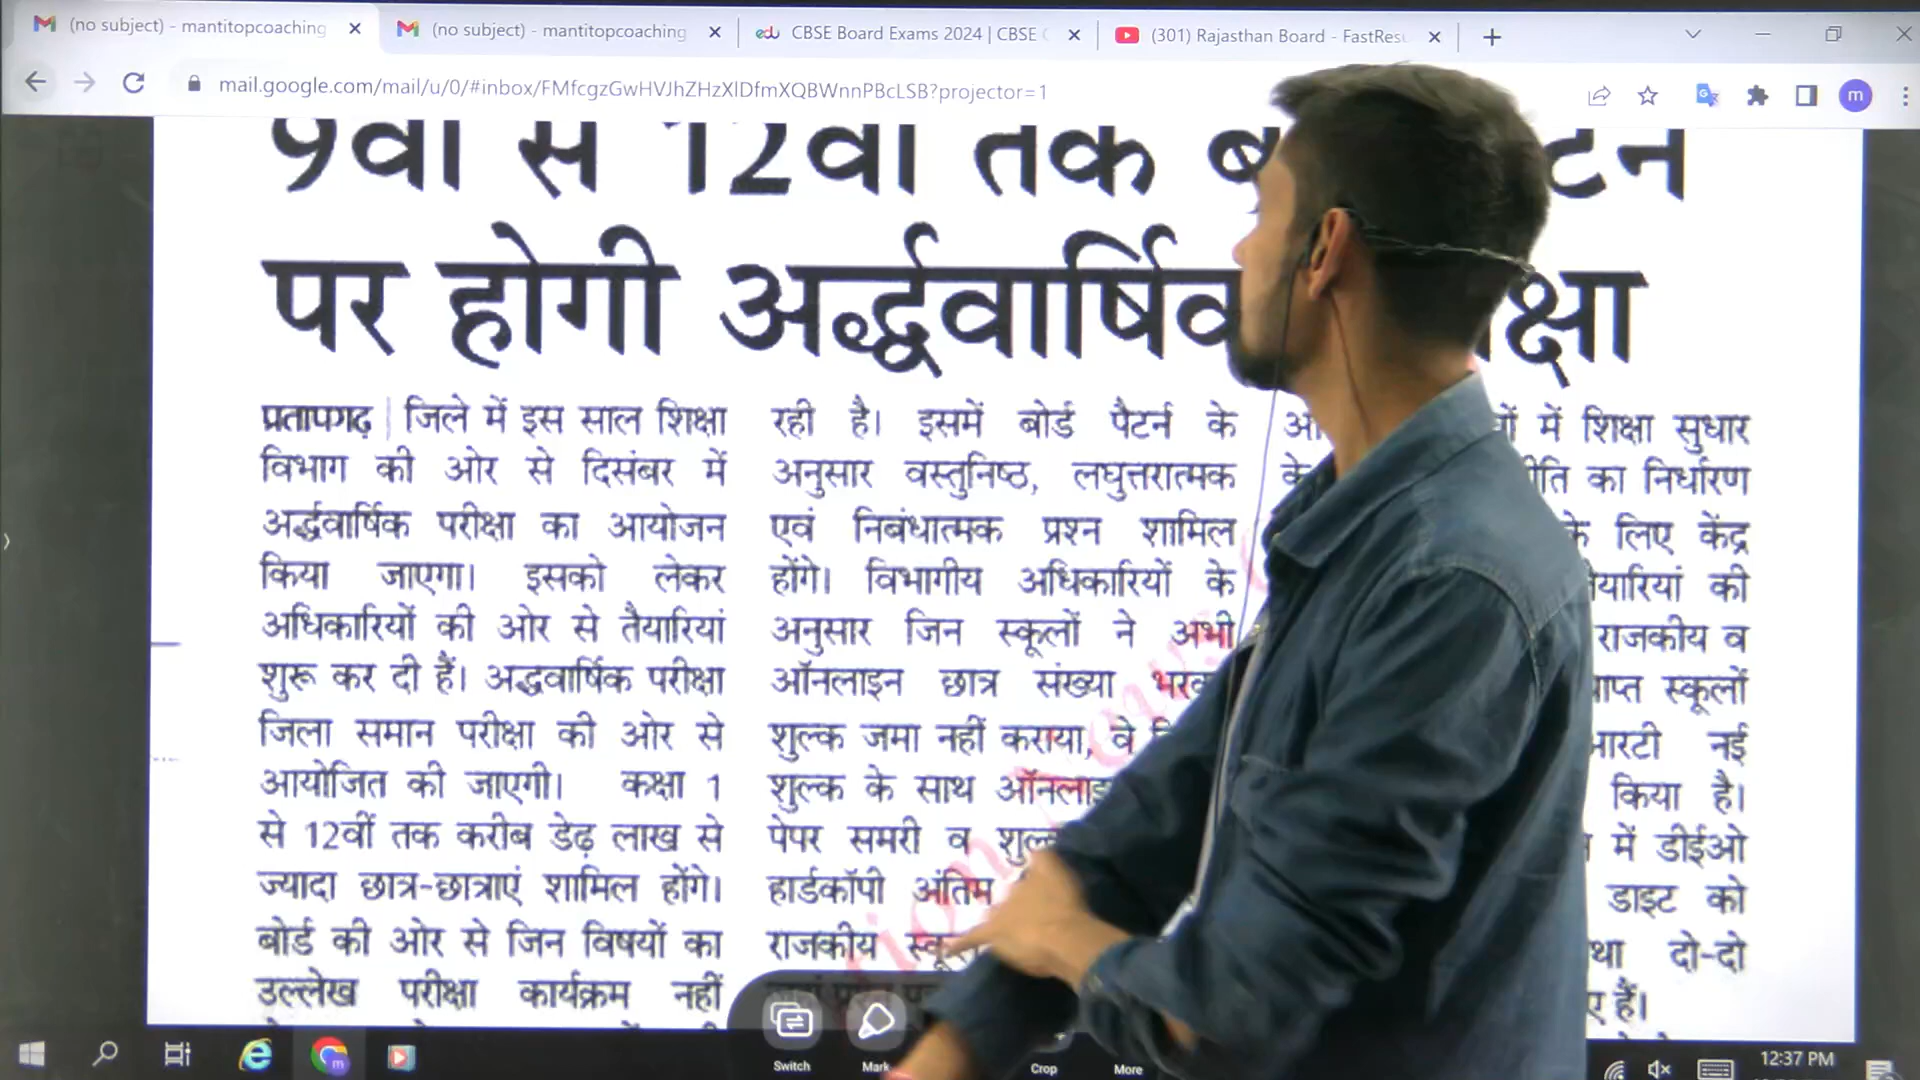 (no subject) - mantitopcoaching
(no subject) - mantitopcoaching
CBSE Board Exams 2024 | CBSE
(301) Rajasthan Board - FastResu
mail.google.com/mail/u/0/#inbox/FMfcgzGwHVJhZHzXlDfmXQBWnnPBcLSB?projector=1
m
9वीं से 12वीं तक
पर होगी अर्द्धवार्षिक
प्रतापगढ़ | जिले में इस साल शिक्षा
विभाग की ओर से दिसंबर में
अर्द्धवार्षिक परीक्षा का आयोजन
किया जाएगा। इसको लेकर
अधिकारियों की ओर से तैयारियां
शुरू कर दी हैं। अद्धवार्षिक परीक्षा
जिला समान परीक्षा की ओर से
आयोजित की जाएगी। कक्षा 1
से 12वीं तक करीब डेढ़ लाख से
ज्यादा छात्र-छात्राएं शामिल होंगे।
बोर्ड की ओर से जिन विषयों का
उल्लेख परीक्षा कार्यक्रम नहीं
रही है। इसमें बोर्ड पैटर्न के
अनुसार वस्तुनिष्ठ, लघुत्तरात्मक
एवं निबंधात्मक प्रश्न शामिल
होंगे। विभागीय अधिकारियों के
अनुसार जिन स्कूलों ने अभी
ऑनलाइन छात्र संख्या
शुल्क जमा नहीं कराया, वे
शुल्क के साथ
पेपर समरी व
हार्डकॉपी अंतिम
राजकीय
में शिक्षा सुधार
का निर्धारण
के लिए केंद्र
की
राजकीय व
स्कूलों
नई
किया है।
में डीईओ
डाइट को
दो-दो
हैं।
Switch
Mark
Crop
More
12:37 PM